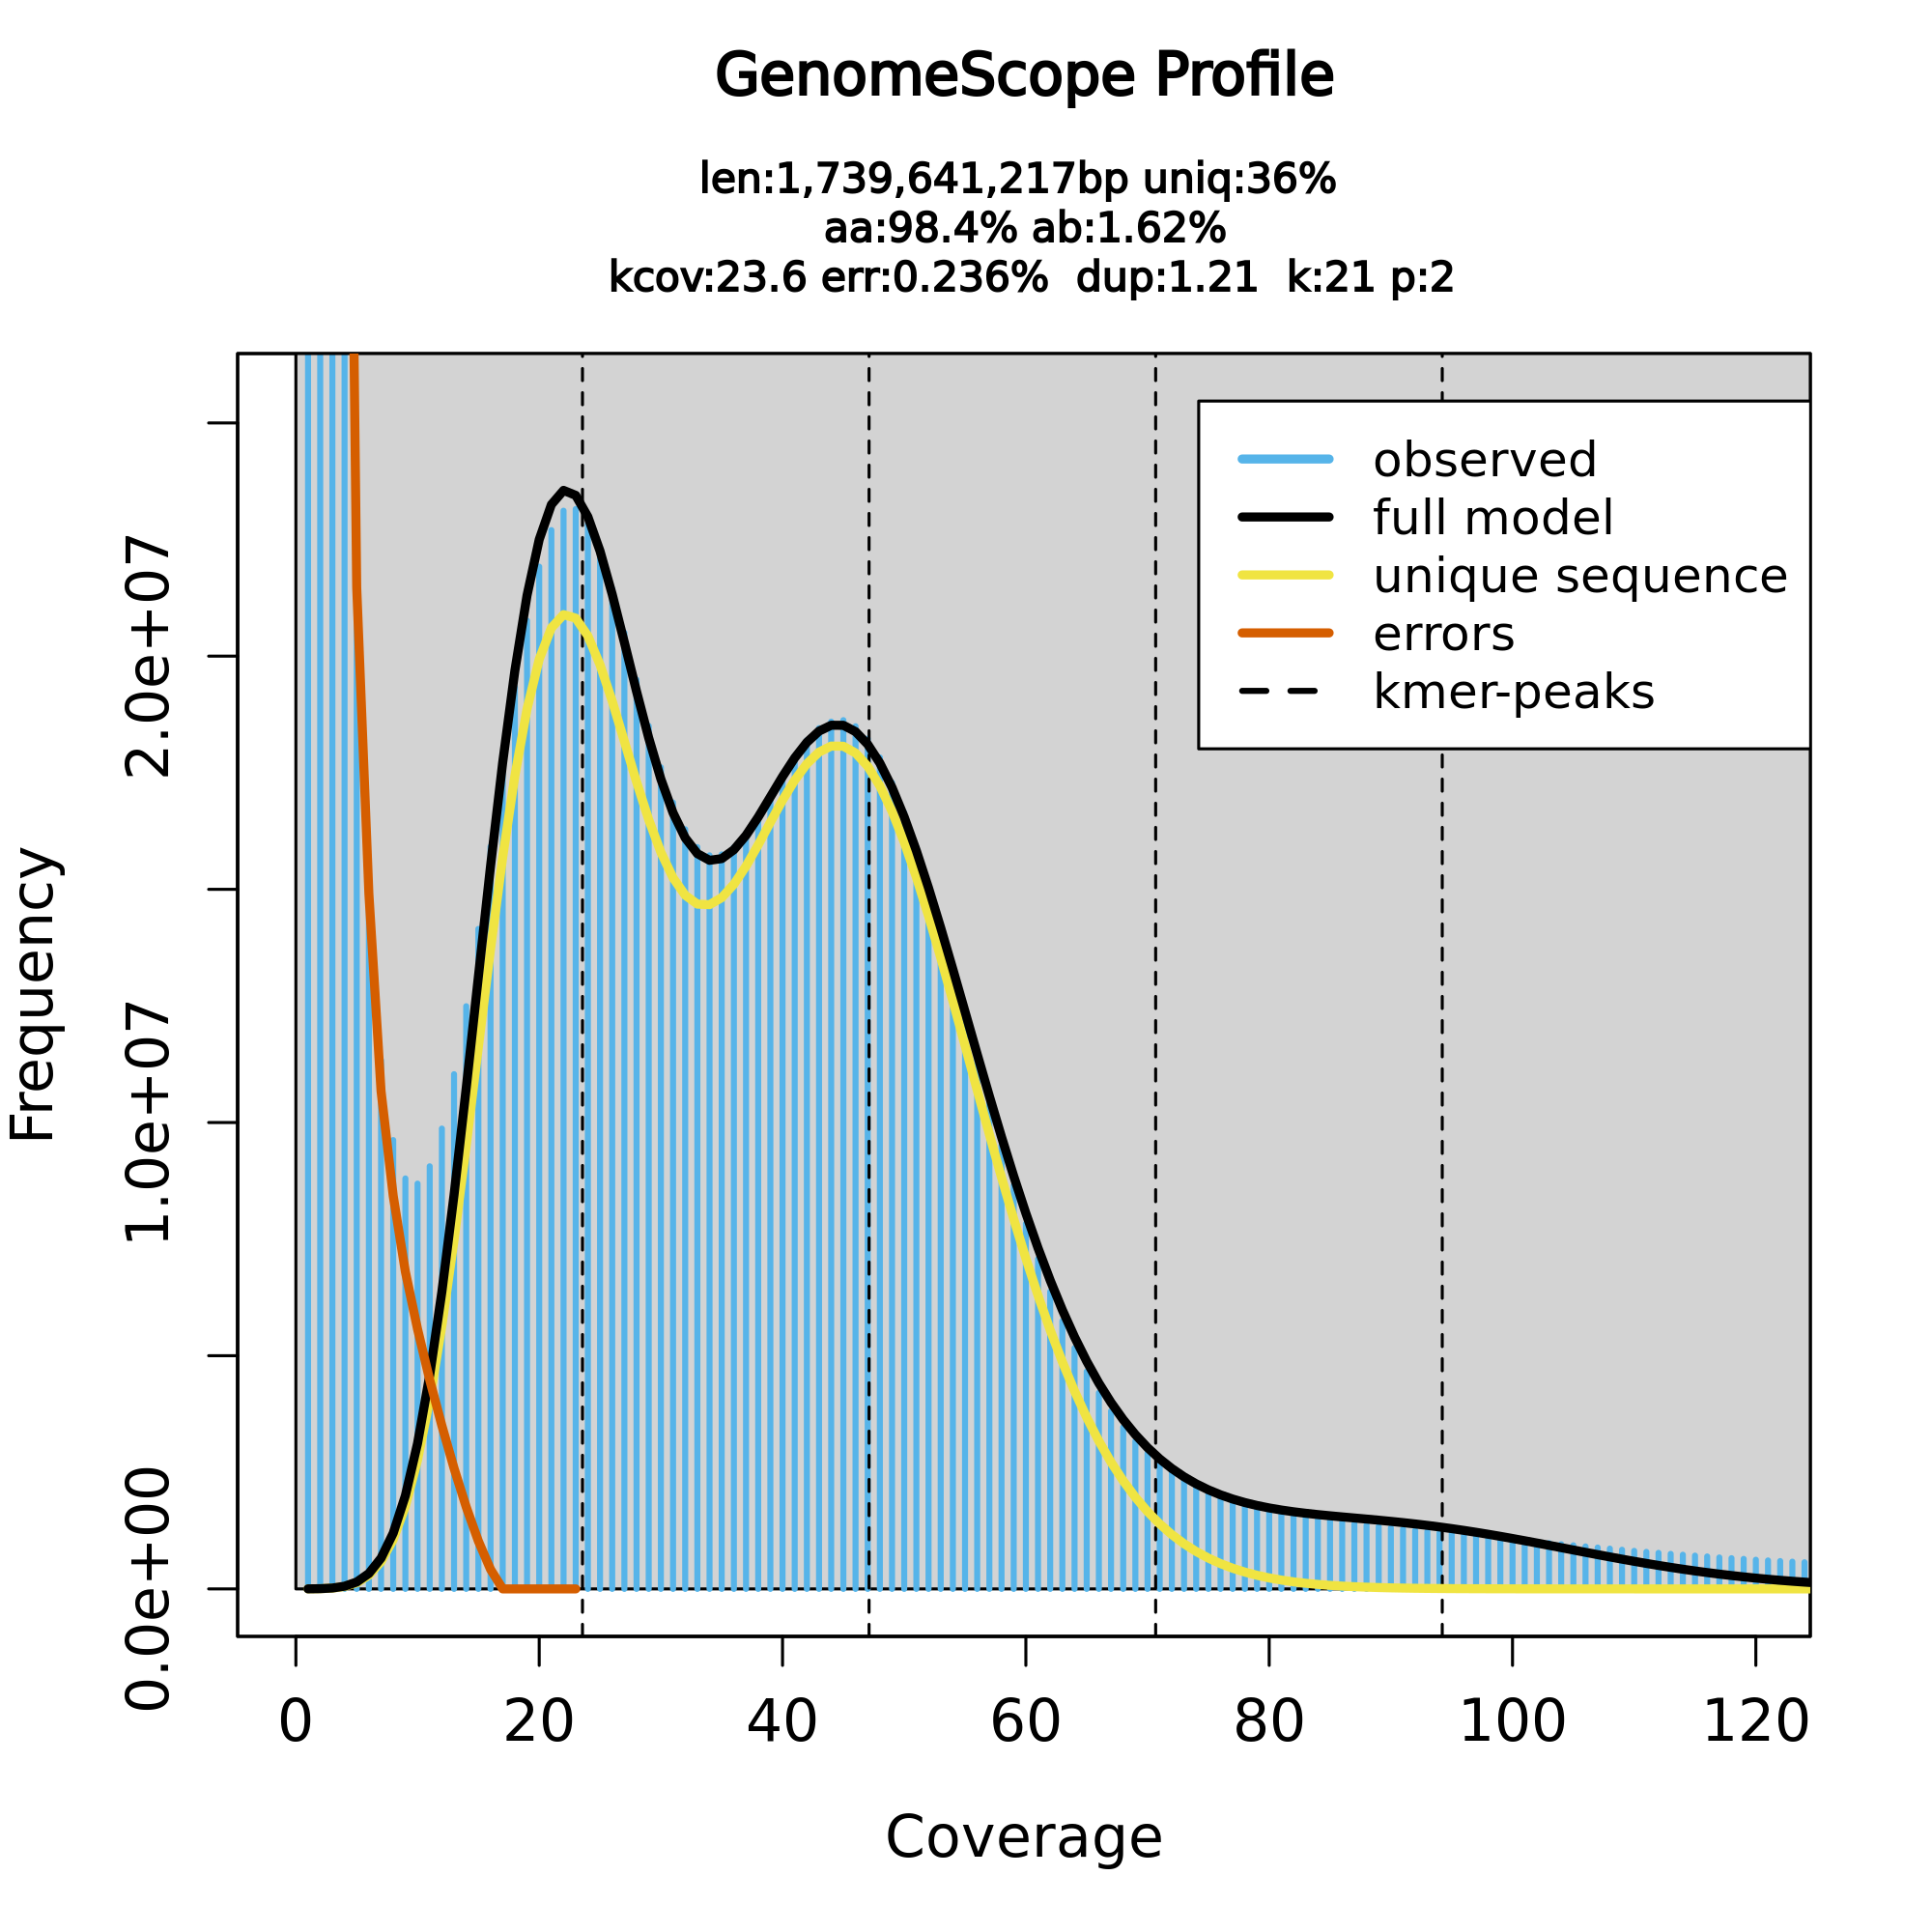 GenomeScope Profile
len:1,739,641,217bp uniq:36%
aa:98.4% ab:1.62%
kcov:23.6 err:0.236% dup:1.21 k:21 p:2
observed
full model
unique sequence
errors
kmer-peaks
Frequency
2.0e+07
1.0e+07
0.0e+00
0 20 40 60 80 100 120
Coverage